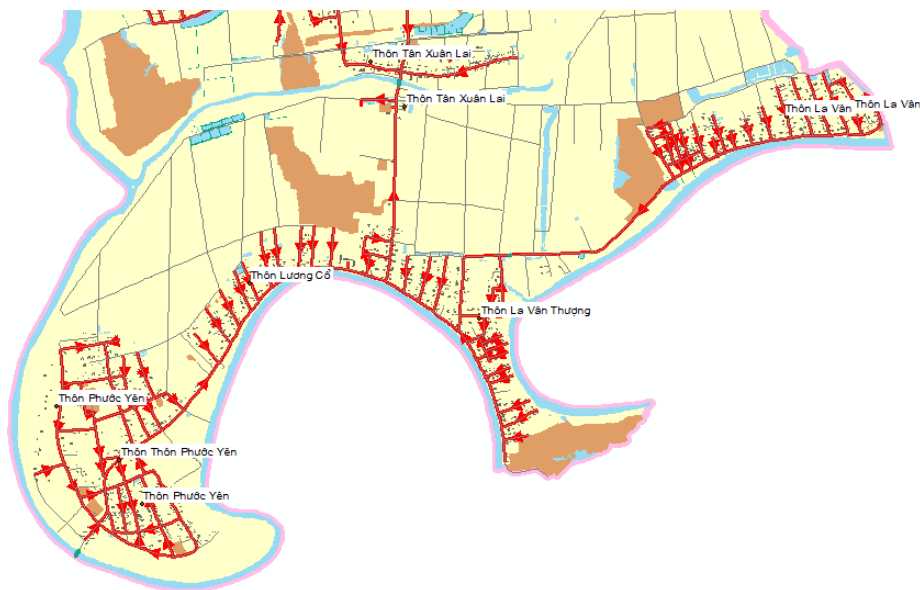 Thôn Tân Xuân Lai
Thôn Tân Xuân Lai
Thôn La Vân
Thôn La Vân
Thôn Lương Cổ
Thôn La Vân Thượng
Thôn Phước Yên
Thôn Thôn Phước Yên
Thôn Phước Yên